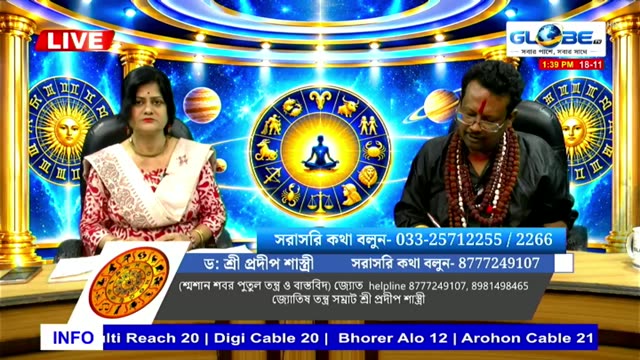 LIVE
GLOBE
সবার পাশে, সবার সাথে
1:39 PM 18-11
সরাসরি কথা বলুন- 033-25712255 / 2266
ড: শ্রী প্রদীপ শাস্ত্রী সরাসরি কথা বলুন- 8777249107
(শ্মশান শবর পুতুল তন্ত্র ও বাস্তবিদ) জ্যোত helpline 8777249107, 8981498465
জ্যোতিষ তন্ত্র সম্রাট শ্রী প্রদীপ শাস্ত্রী
INFO ulti Reach 20 | Digi Cable 20 | Bhorer Alo 12 | Arohon Cable 21